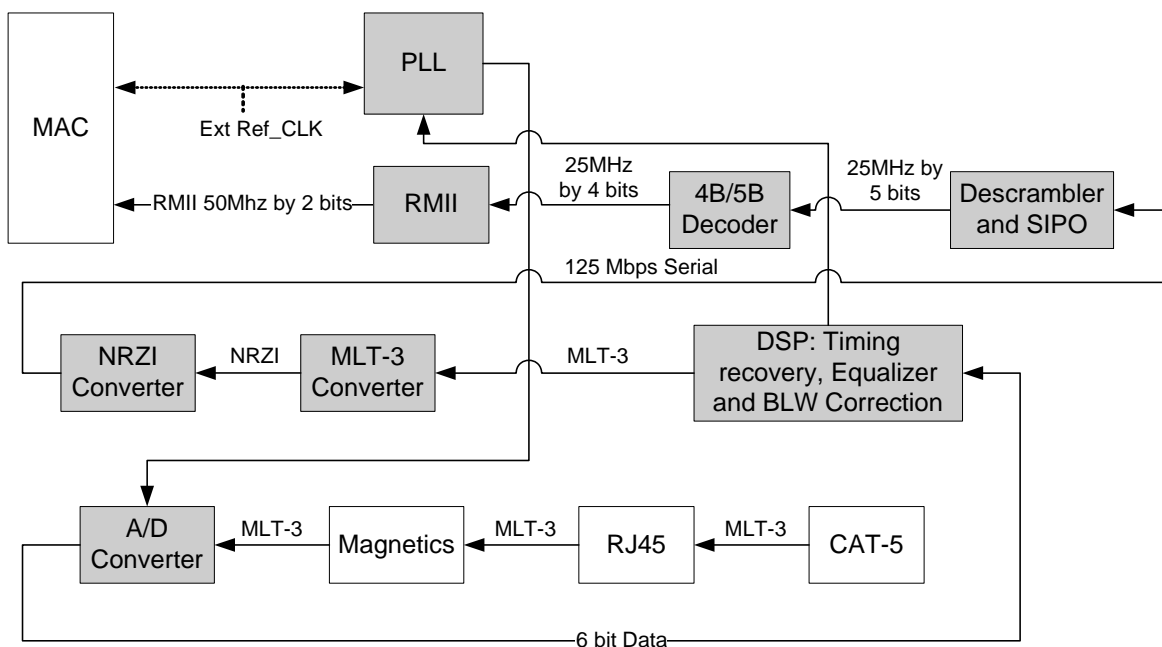 PLL
MAC
Ext Ref_CLK
25MHz
by 4 bits
25MHz by
5 bits
RMII 50Mhz by 2 bits
RMII
4B/5B
Decoder
Descrambler
and SIPO
125 Mbps Serial
NRZI
Converter
NRZI
MLT-3
Converter
MLT-3
DSP: Timing
recovery, Equalizer
and BLW Correction
A/D
Converter
MLT-3
Magnetics
MLT-3
RJ45
MLT-3
CAT-5
6 bit Data